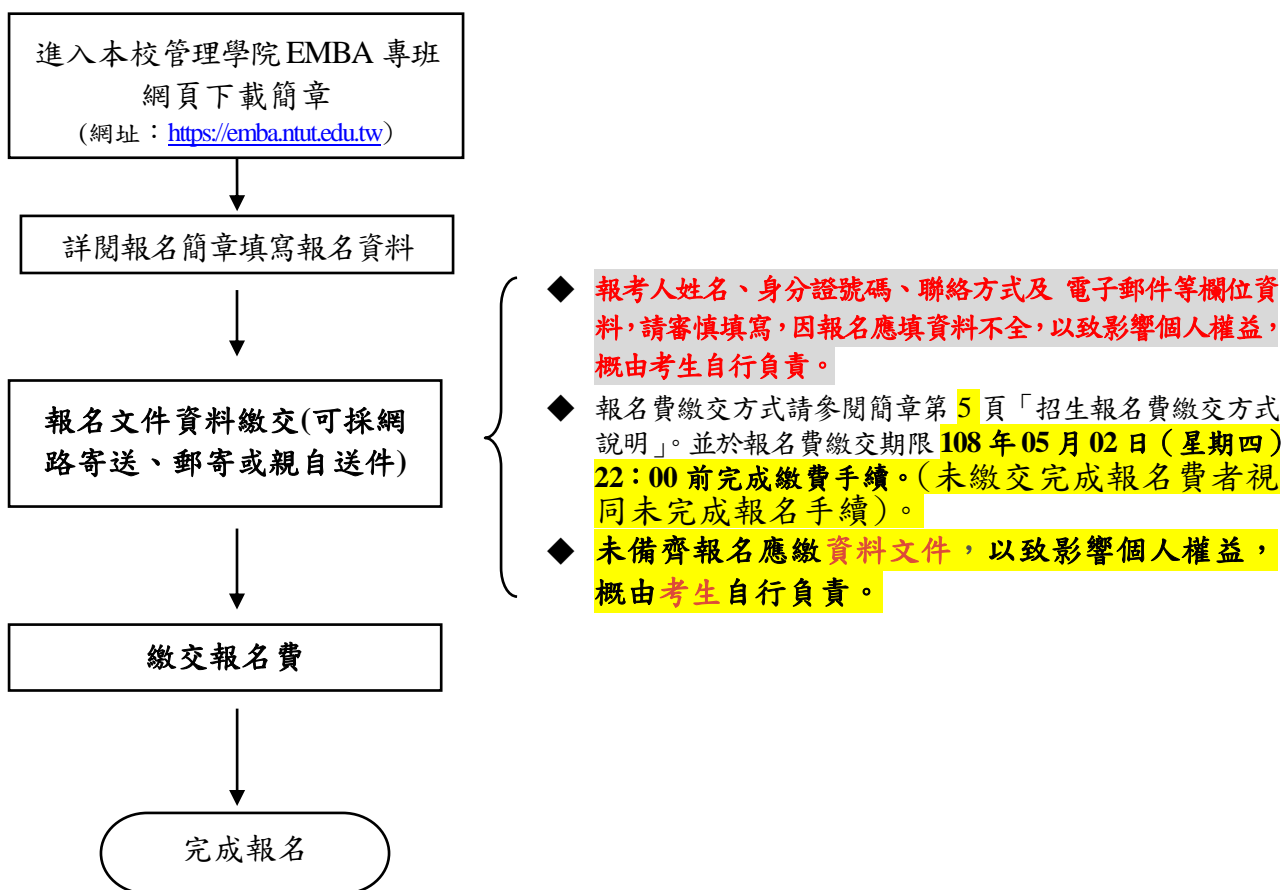 進入本校管理學院 EMBA 專班
網頁下載簡章
(網址：https://emba.ntut.edu.tw)
詳閱報名簡章填寫報名資料
報名文件資料繳交(可採網
路寄送、郵寄或親自送件)
繳交報名費
完成報名
◆ 報考人姓名、身分證號碼、聯絡方式及 電子郵件等欄位資
料，請審慎填寫，因報名應填資料不全，以致影響個人權益，
概由考生自行負責。
◆ 報名費繳交方式請參閱簡章第 5 頁「招生報名費繳交方式
說明」。並於報名費繳交期限 108 年 05 月 02 日（星期四）
22：00 前完成繳費手續。（未繳交完成報名費者視
同未完成報名手續）。
◆ 未備齊報名應繳資料文件，以致影響個人權益，
概由考生自行負責。